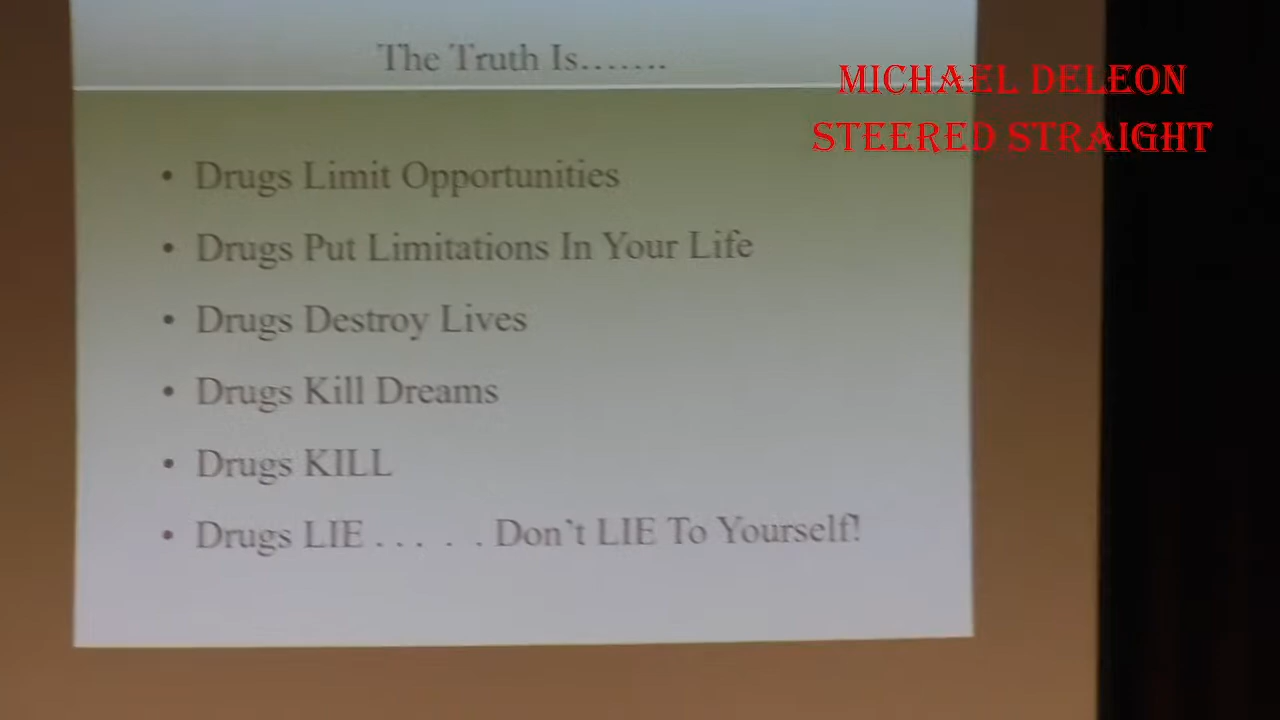 The Truth Is.......
MICHAEL DELEON
STEERED STRAIGHT
• Drugs Limit Opportunities
• Drugs Put Limitations In Your Life
• Drugs Destroy Lives
• Drugs Kill Dreams
• Drugs KILL
• Drugs LIE . . . . . . Don't LIE To Yourself!